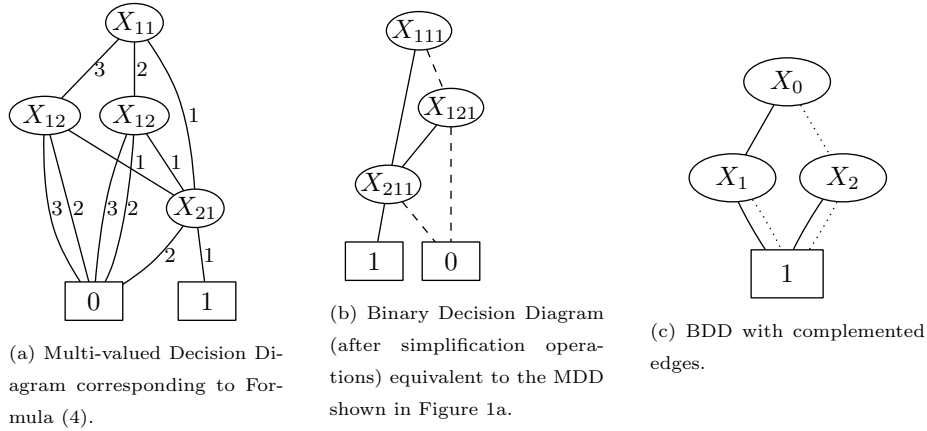 X11
3
2
1
X12
X12
1
1
X21
3
2
3
2
2
1
0
1
(a) Multi-valued Decision Di-
agram corresponding to For-
mula (4).
X111
X121
X211
1
0
(b) Binary Decision Diagram
(after simplification opera-
tions) equivalent to the MDD
shown in Figure 1a.
X0
X1
X2
1
(c) BDD with complemented
edges.